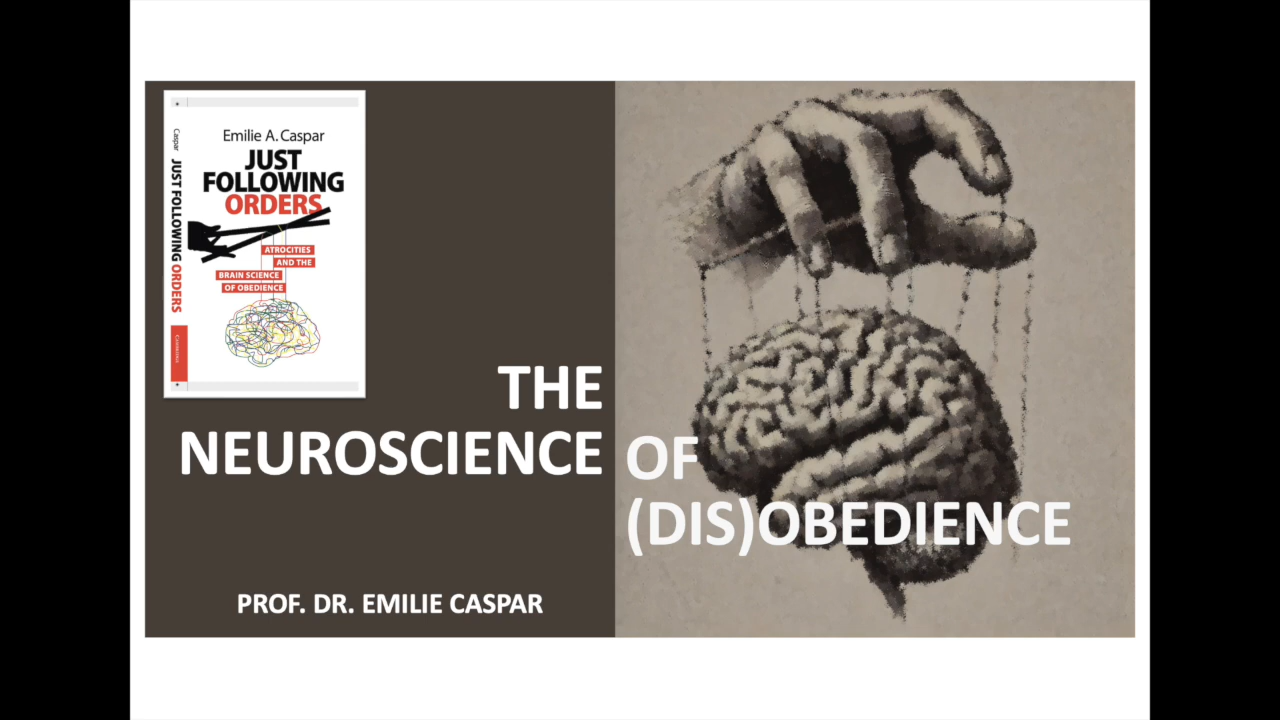 Caspar
JUST FOLLOWING ORDERS
CAMBRIDGE
Emilie A. Caspar
JUST
FOLLOWING
ORDERS
ATROCITIES
AND THE
BRAIN SCIENCE
OF OBEDIENCE
THE
NEUROSCIENCE OF
(DIS)OBEDIENCE
PROF. DR. EMILIE CASPAR